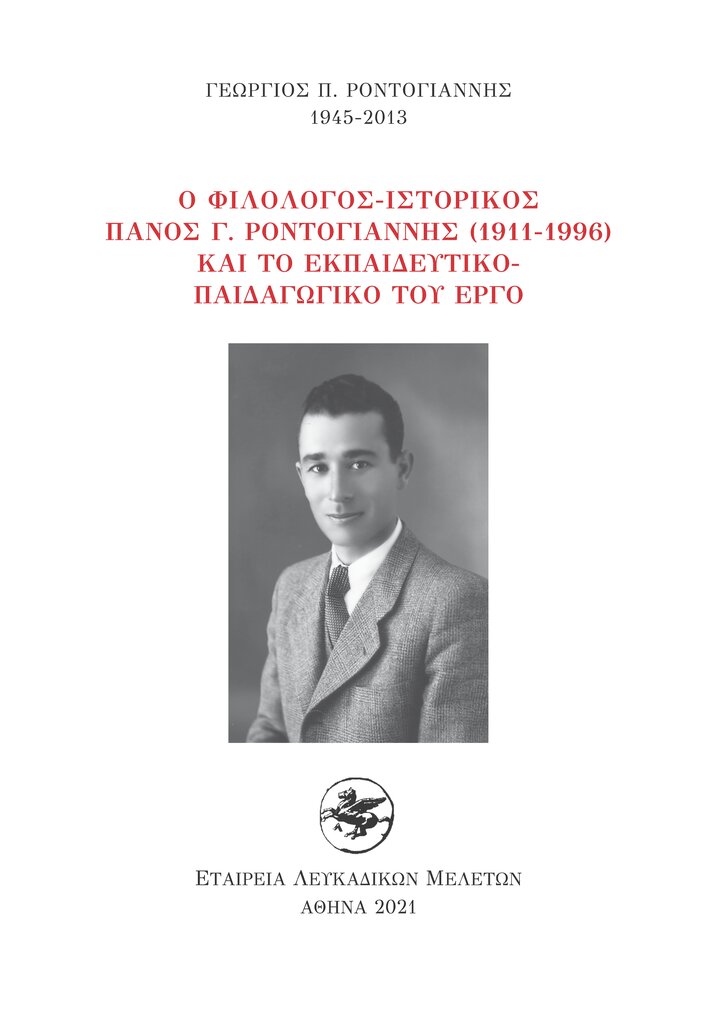 ΓΕΩΡΓΙΟΣ Π. ΡΟΝΤΟΓΙΑΝΝΗΣ
1945-2013
Ο ΦΙΛΟΛΟΓΟΣ-ΙΣΤΟΡΙΚΟΣ
ΠΑΝΟΣ Γ. ΡΟΝΤΟΓΙΑΝΝΗΣ (1911-1996)
ΚΑΙ ΤΟ ΕΚΠΑΙΔΕΥΤΙΚΟ-
ΠΑΙΔΑΓΩΓΙΚΟ ΤΟΥ ΕΡΓΟ
ΕΤΑΙΡΕΙΑ ΛΕΥΚΑΔΙΚΩΝ ΜΕΛΕΤΩΝ
ΑΘΗΝΑ 2021